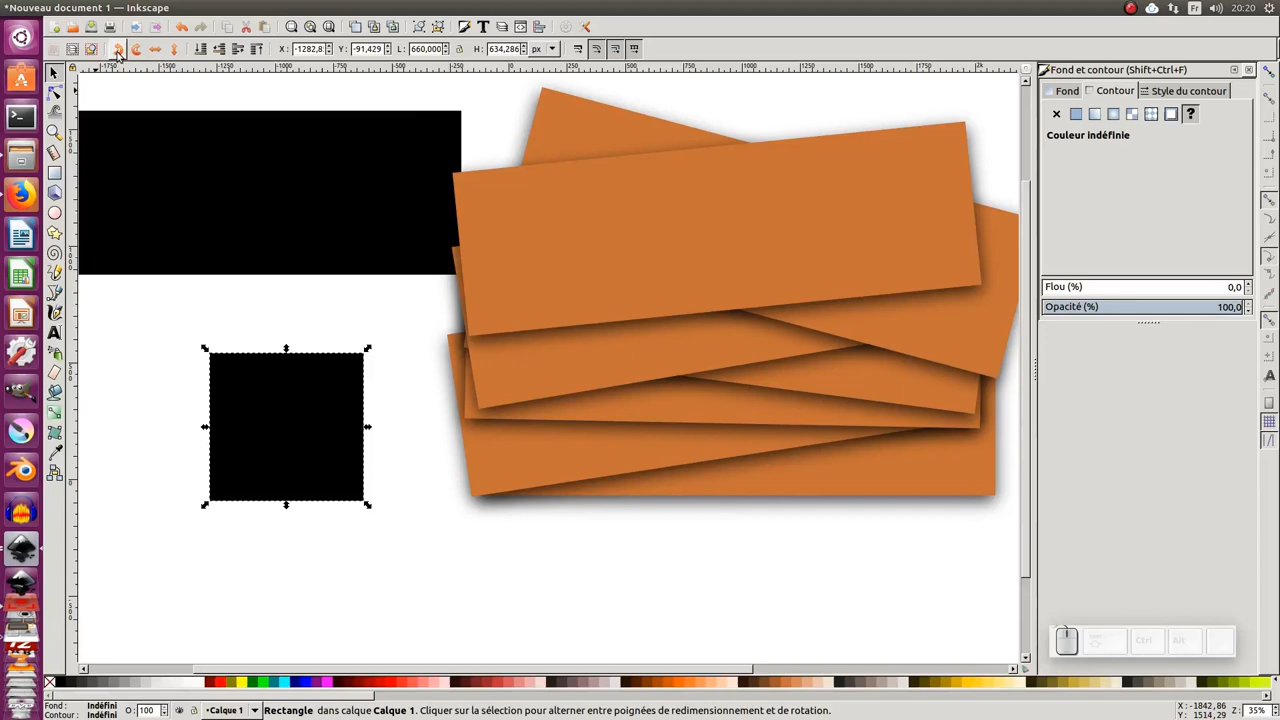 *Nouveau document 1 - Inkscape
Fr
20:20
X: -1282,8 Y: -91,429 L: 660,000 H: 634,286 px
Fond et contour (Shift+Ctrl+F)
Fond Contour Style du contour
?
Couleur indéfinie
Flou (%) 0,0
Opacité (%) 100,0
Ctrl
Fond : Indéfini
Contour : Indéfini
O: 100
•Calque 1
Rectangle dans calque Calque 1. Cliquer sur la sélection pour alterner entre poignées de redimensionnement et de rotation.
X: -1842,86
Y: 1514,29
Z: 35%